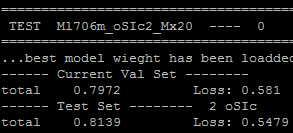 ==============================
TEST Ml706m_oSIc2_Mx20 ---- 0
==============================
...best model wieght has been loadded
------ Current Val Set ---------
total 0.7972 Loss: 0.581
------ Test Set -------- 2 oSIc
total 0.8139 Loss: 0.5479